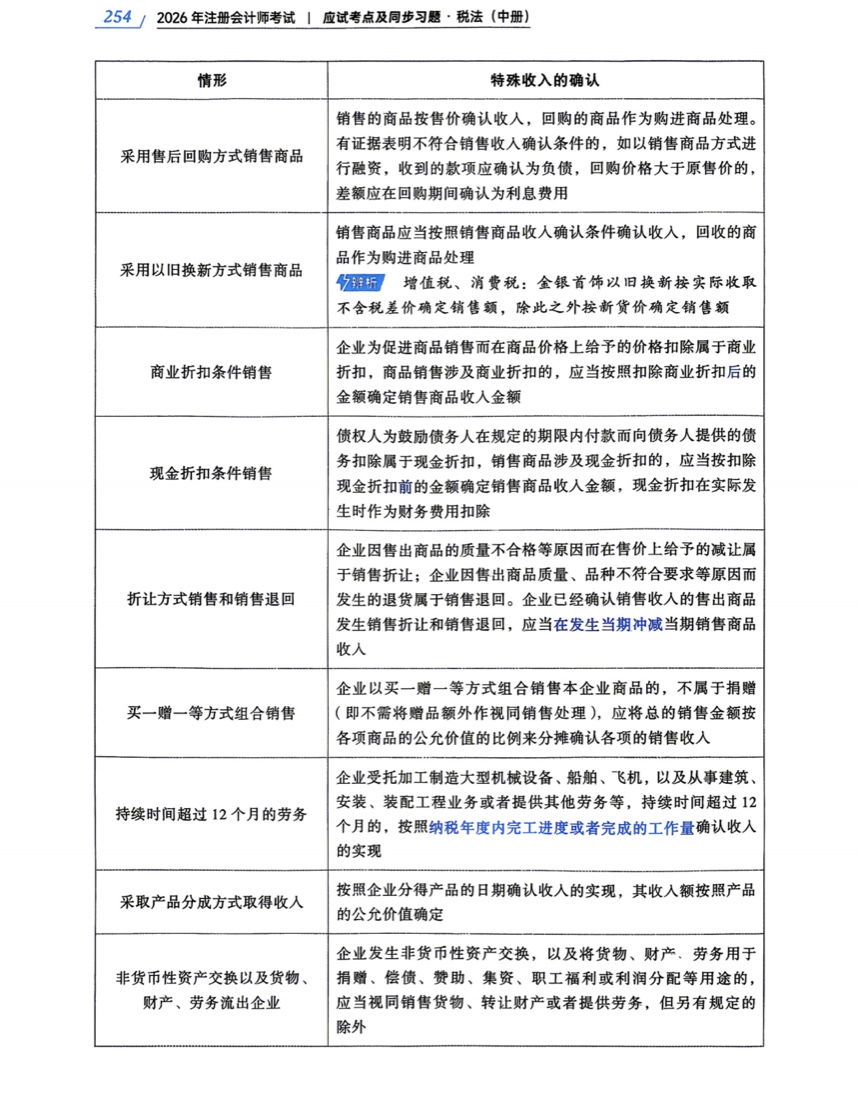 254 / 2026 年注册会计师考试 | 应试考点及同步习题 · 税法（中册）
情形
特殊收入的确认
采用售后回购方式销售商品
销售的商品按售价确认收入，回购的商品作为购进商品处理。
有证据表明不符合销售收入确认条件的，如以销售商品方式进
行融资，收到的款项应确认为负债，回购价格大于原售价的，
差额应在回购期间确认为利息费用
采用以旧换新方式销售商品
销售商品应当按照销售商品收入确认条件确认收入，回收的商
品作为购进商品处理
辨析 增值税、消费税：金银首饰以旧换新按实际收取
不含税差价确定销售额，除此之外按新货价确定销售额
商业折扣条件销售
企业为促进商品销售而在商品价格上给予的价格扣除属于商业
折扣，商品销售涉及商业折扣的，应当按照扣除商业折扣后的
金额确定销售商品收入金额
现金折扣条件销售
债权人为鼓励债务人在规定的期限内付款而向债务人提供的债
务扣除属于现金折扣，销售商品涉及现金折扣的，应当按扣除
现金折扣前的金额确定销售商品收入金额，现金折扣在实际发
生时作为财务费用扣除
折让方式销售和销售退回
企业因售出商品的质量不合格等原因而在售价上给予的减让属
于销售折让；企业因售出商品质量、品种不符合要求等原因而
发生的退货属于销售退回。企业已经确认销售收入的售出商品
发生销售折让和销售退回，应当在发生当期冲减当期销售商品
收入
买一赠一等方式组合销售
企业以买一赠一等方式组合销售本企业商品的，不属于捐赠
（即不需将赠品额外作视同销售处理），应将总的销售金额按
各项商品的公允价值的比例来分摊确认各项的销售收入
持续时间超过 12 个月的劳务
企业受托加工制造大型机械设备、船舶、飞机，以及从事建筑、
安装、装配工程业务或者提供其他劳务等，持续时间超过 12
个月的，按照纳税年度内完工进度或者完成的工作量确认收入
的实现
采取产品分成方式取得收入
按照企业分得产品的日期确认收入的实现，其收入额按照产品
的公允价值确定
非货币性资产交换以及货物、
财产、劳务流出企业
企业发生非货币性资产交换，以及将货物、财产、劳务用于
捐赠、偿债、赞助、集资、职工福利或利润分配等用途的，
应当视同销售货物、转让财产或者提供劳务，但另有规定的
除外